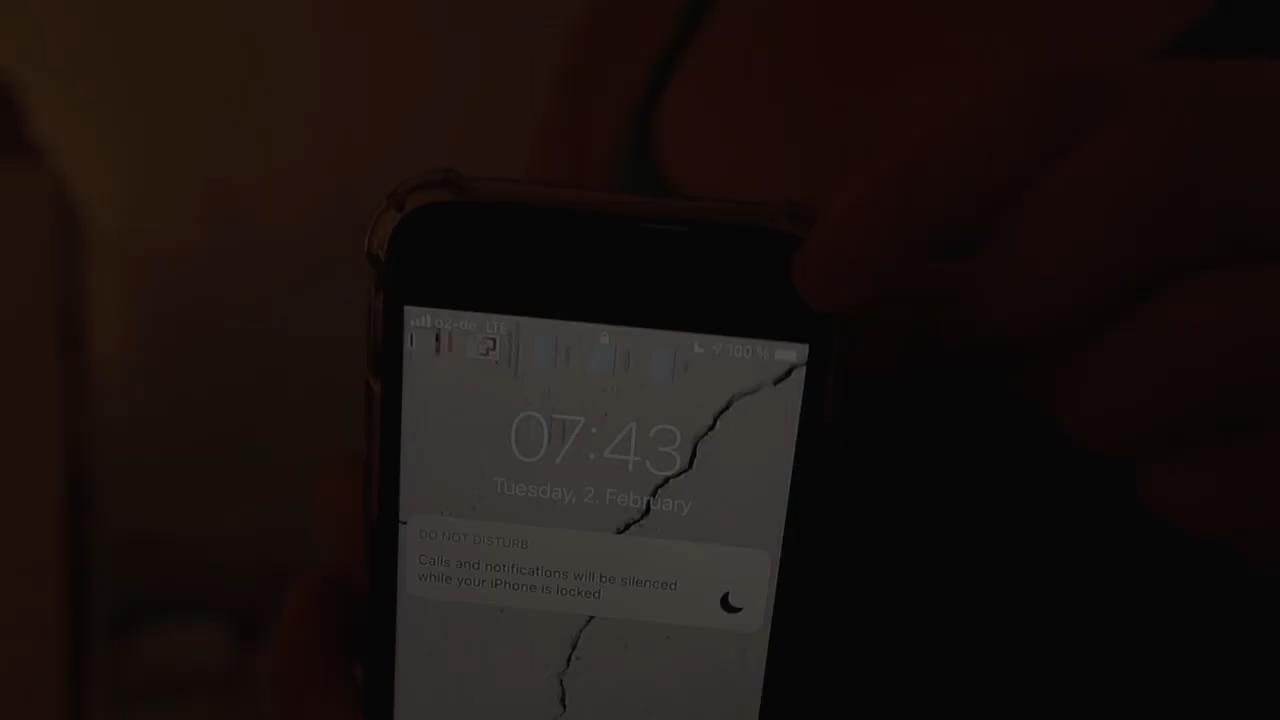 o2-de LTE
100 %
07:43
Tuesday, 2. February
DO NOT DISTURB
Calls and notifications will be silenced
while your iPhone is locked.